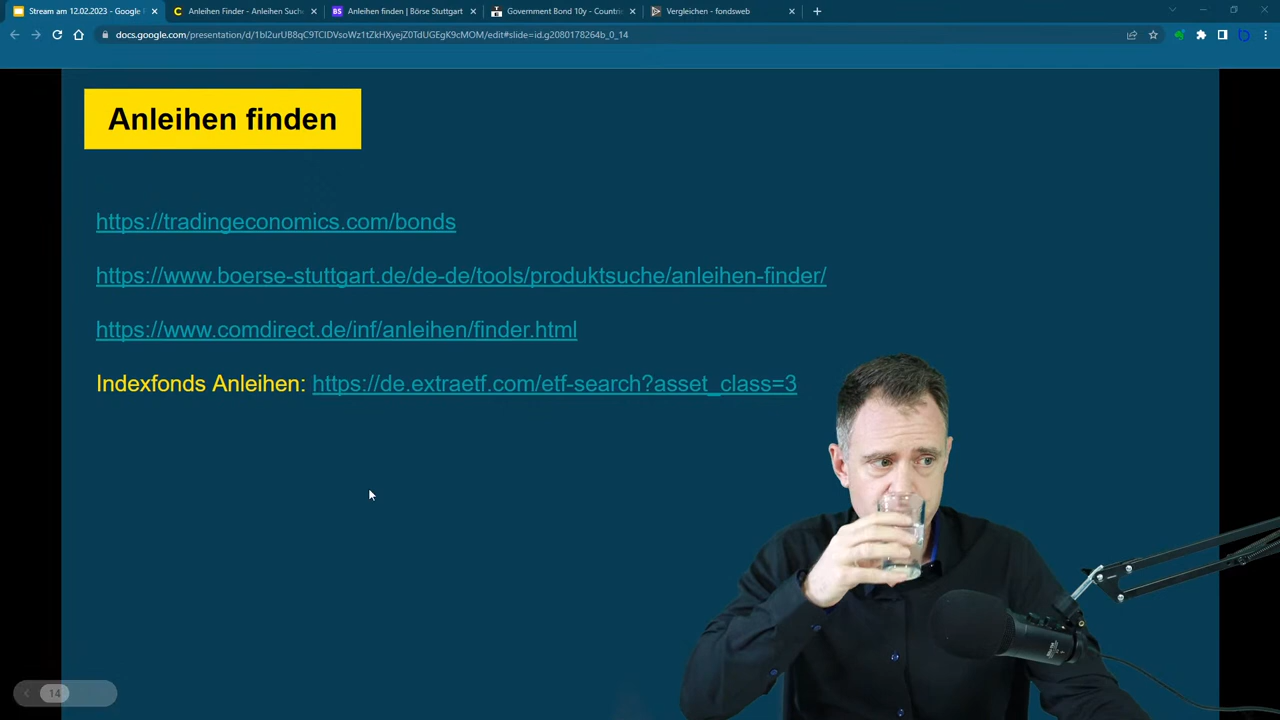 Stream am 12.02.2023 - Google
Anleihen Finder - Anleihen Such
Anleihen finden | Börse Stuttgart
Government Bond 10y - Countri
Vergleichen - fondsweb
docs.google.com/presentation/d/1bl2urUB8qC9TClDVsoWz1tZkHXyejZ0TdUGEgK9cMOM/edit#slide=id.g2080178264b_0_14
Anleihen finden
https://tradingeconomics.com/bonds
https://www.boerse-stuttgart.de/de-de/tools/produktsuche/anleihen-finder/
https://www.comdirect.de/inf/anleihen/finder.html
Indexfonds Anleihen: https://de.extraetf.com/etf-search?asset_class=3
14